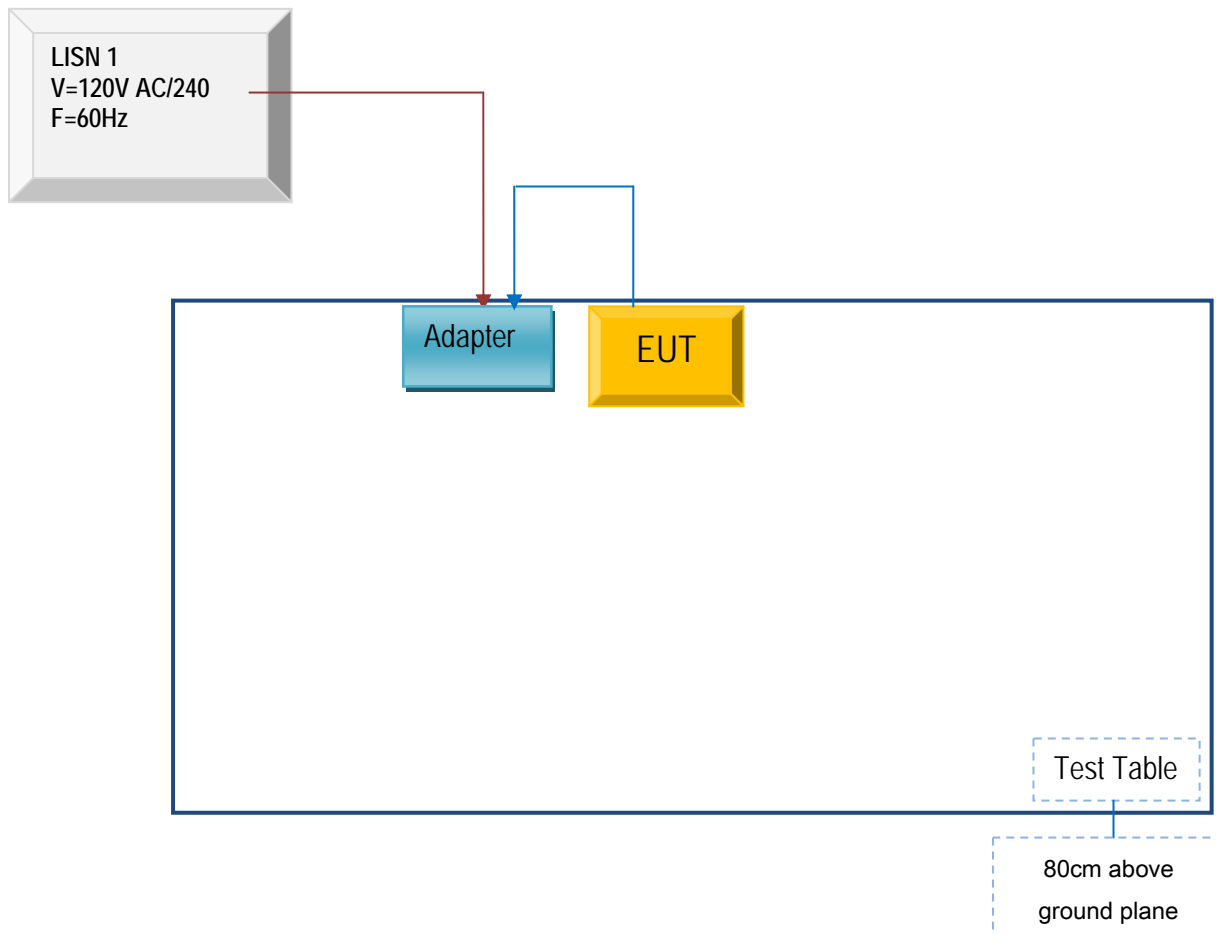 LISN 1
V=120V AC/240
F=60Hz
Adapter
EUT
Test Table
80cm above
ground plane